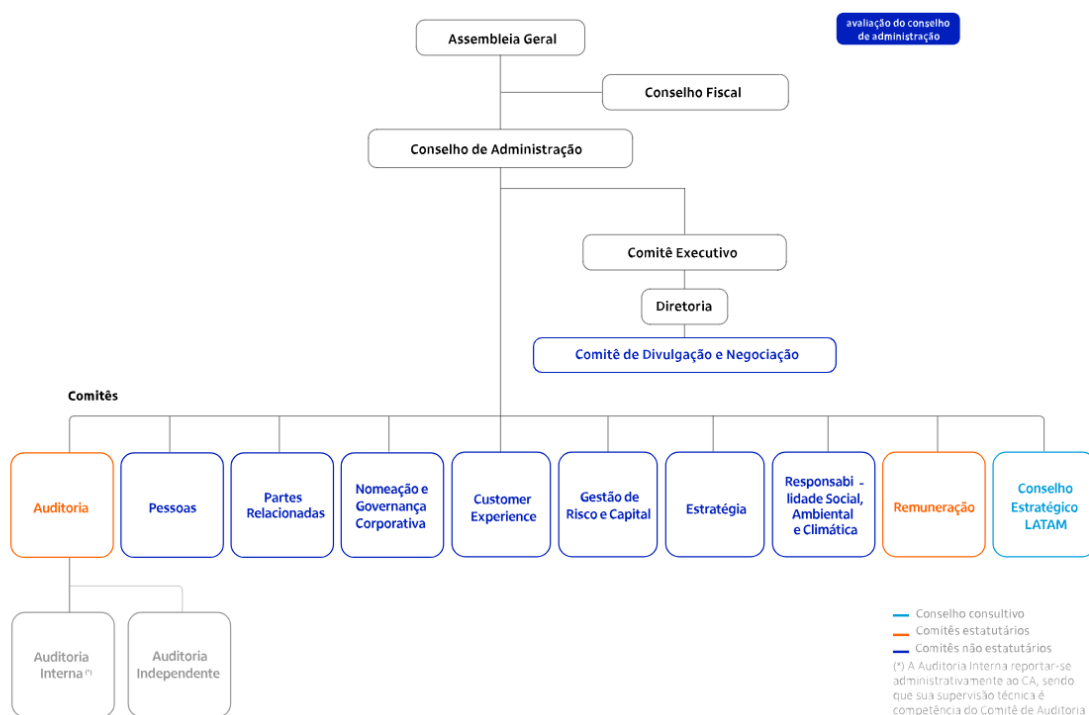 avaliação do conselho
de administração
Assembleia Geral
Conselho Fiscal
Conselho de Administração
Comitê Executivo
Diretoria
Comitê de Divulgação e Negociação
Comitês
Auditoria
Pessoas
Partes
Relacionadas
Nomeação e
Governança
Corporativa
Customer
Experience
Gestão de
Risco e Capital
Estratégia
Responsabi -
lidade Social,
Ambiental
e Climática
Remuneração
Conselho
Estratégico
LATAM
Auditoria
Interna (*)
Auditoria
Independente
Conselho consultivo
Comitês estatutários
Comitês não estatutários
(*) A Auditoria Interna reportar-se
administrativamente ao CA, sendo
que sua supervisão técnica é
competência do Comitê de Auditoria